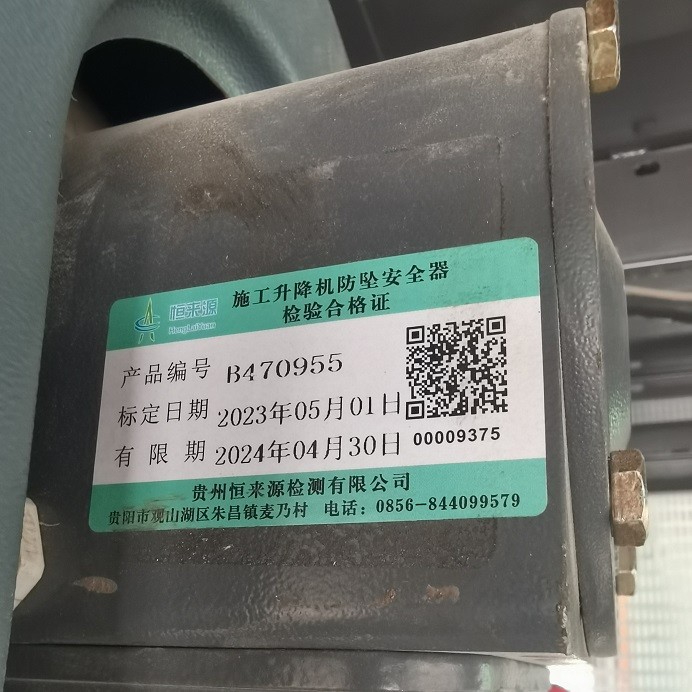 恒来源
HengLaiYuan
施工升降机防坠安全器
检验合格证
产品编号 B470955
标定日期 2023年05月01日
有限期 2024年04月30日
00009375
贵州恒来源检测有限公司
贵阳市观山湖区朱昌镇麦乃村 电话：0856-844099579